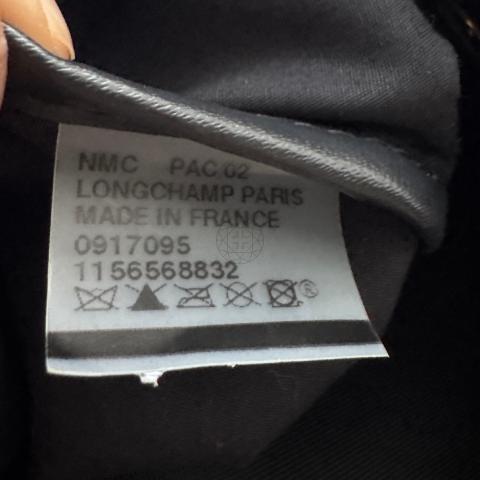 NMC PAC 02
LONGCHAMP PARIS
MADE IN FRANCE
0917095
1156568832
®